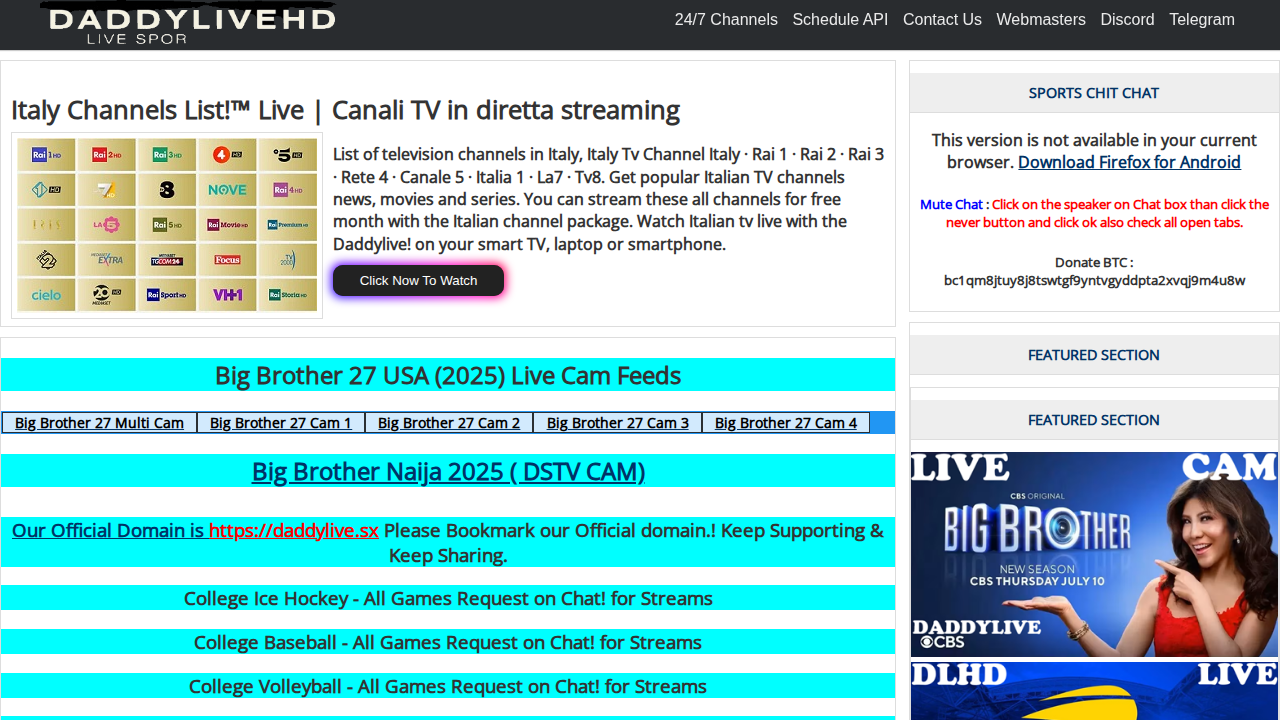 DADDYLIVEHD
LIVE SPOR
24/7 Channels Schedule API Contact Us Webmasters Discord Telegram
Italy Channels List!™ Live | Canali TV in diretta streaming
Rai 1 HD Rai 2 HD Rai 3 HD 4 HD 5 HD
1 HD 7 8 NOVE Rai 4 HD
IRIS LA 5 Rai 5 HD Rai Movie HD Rai Premium HD
MEDIASET EXTRA MEDIASET TGCOM24 Focus TV 2000
cielo 20 HD MEDIASET Rai Sport HD VH1 Rai Storia HD
List of television channels in Italy, Italy Tv Channel Italy · Rai 1 · Rai 2 · Rai 3
· Rete 4 · Canale 5 · Italia 1 · La7 · Tv8. Get popular Italian TV channels
news, movies and series. You can stream these all channels for free
month with the Italian channel package. Watch Italian tv live with the
Daddylive! on your smart TV, laptop or smartphone.
Click Now To Watch
Big Brother 27 USA (2025) Live Cam Feeds
Big Brother 27 Multi Cam Big Brother 27 Cam 1 Big Brother 27 Cam 2 Big Brother 27 Cam 3 Big Brother 27 Cam 4
Big Brother Naija 2025 ( DSTV CAM)
Our Official Domain is https://daddylive.sx Please Bookmark our Official domain.! Keep Supporting &
Keep Sharing.
College Ice Hockey - All Games Request on Chat! for Streams
College Baseball - All Games Request on Chat! for Streams
College Volleyball - All Games Request on Chat! for Streams
SPORTS CHIT CHAT
This version is not available in your current
browser. Download Firefox for Android
Mute Chat : Click on the speaker on Chat box than click the
never button and click ok also check all open tabs.
Donate BTC :
bc1qm8jtuy8j8tswtgf9yntvgyddpta2xvqj9m4u8w
FEATURED SECTION
FEATURED SECTION
LIVE CAM
CBS ORIGINAL
BIG BROTHER
NEW SEASON
CBS THURSDAY JULY 10
DADDYLIVE
CBS
DLHD LIVE